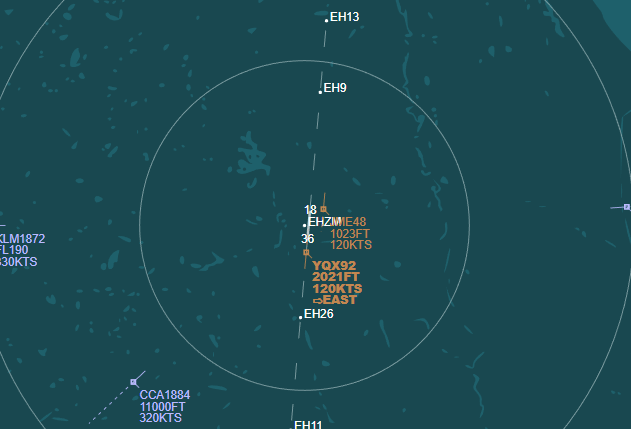 EH13
EH9
18
EHZM
36
ME48
1023FT
120KTS
YQX92
2021FT
120KTS
⇨EAST
EH26
KLM1872
FL190
330KTS
CCA1884
11000FT
320KTS
EH11